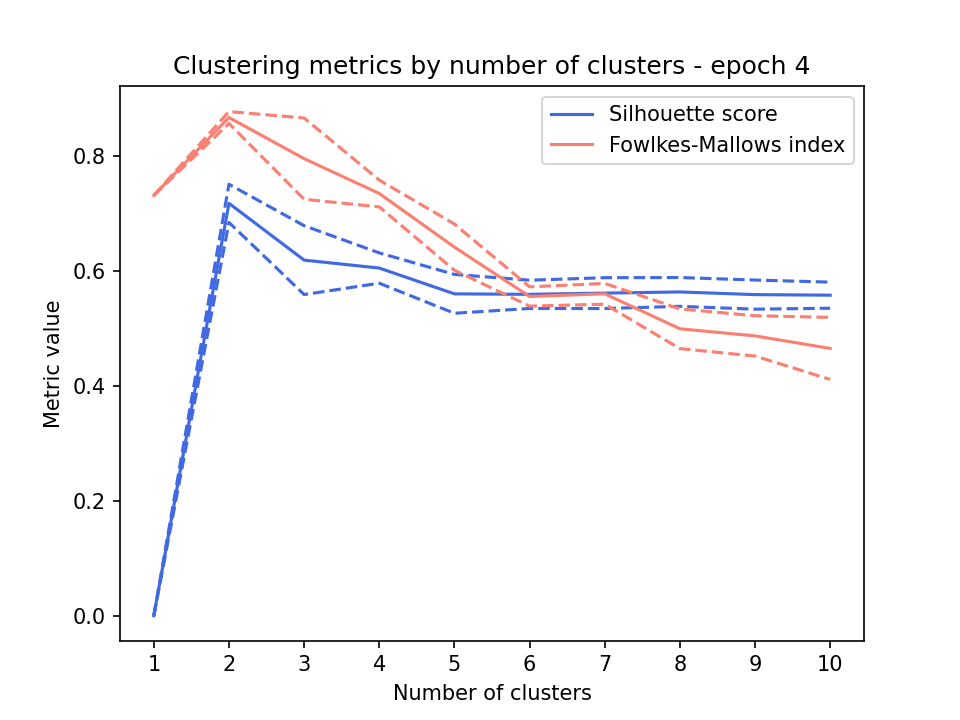 Clustering metrics by number of clusters - epoch 4
Silhouette score
Fowlkes-Mallows index
Metric value
0.8
0.6
0.4
0.2
0.0
1 2 3 4 5 6 7 8 9 10
Number of clusters